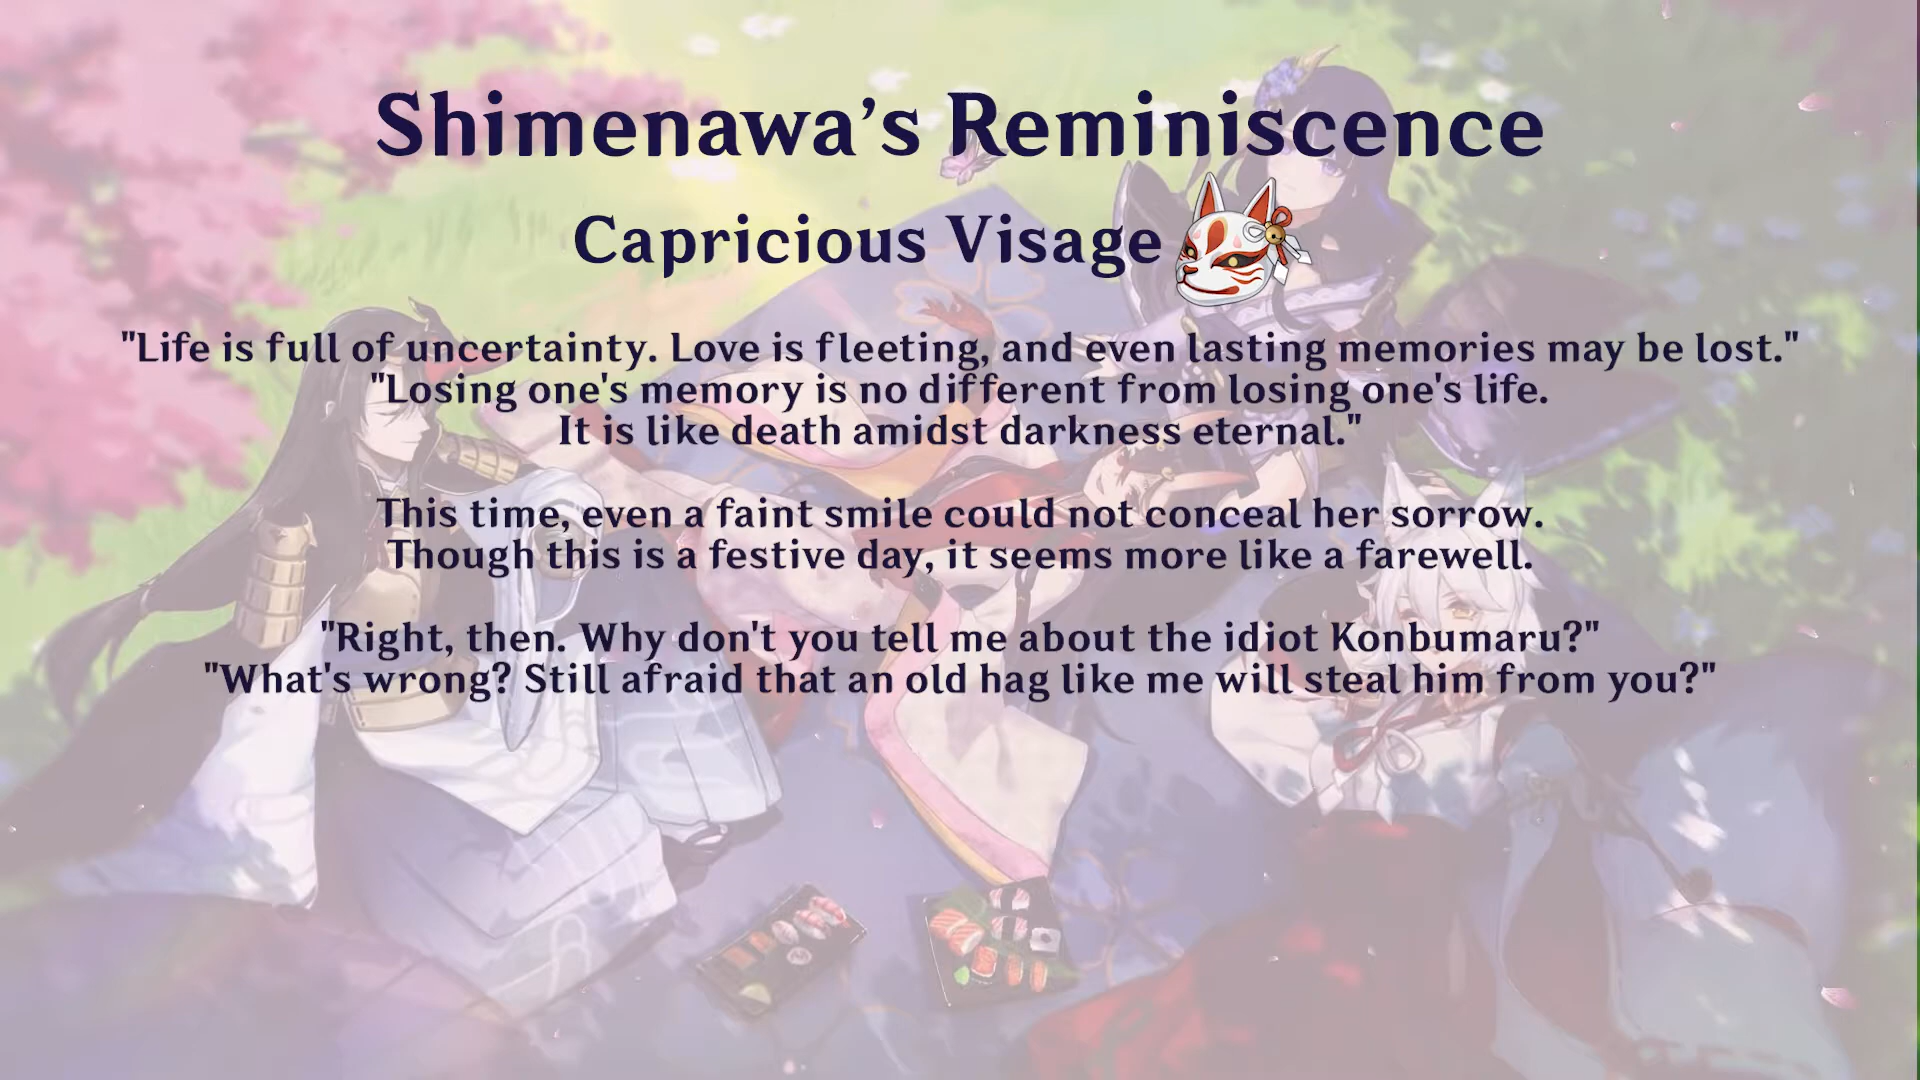 Shimenawa’s Reminiscence
Capricious Visage
"Life is full of uncertainty. Love is fleeting, and even lasting memories may be lost."
"Losing one's memory is no different from losing one's life.
It is like death amidst darkness eternal."
This time, even a faint smile could not conceal her sorrow.
Though this is a festive day, it seems more like a farewell.
"Right, then. Why don't you tell me about the idiot Konbumaru?"
"What's wrong? Still afraid that an old hag like me will steal him from you?"